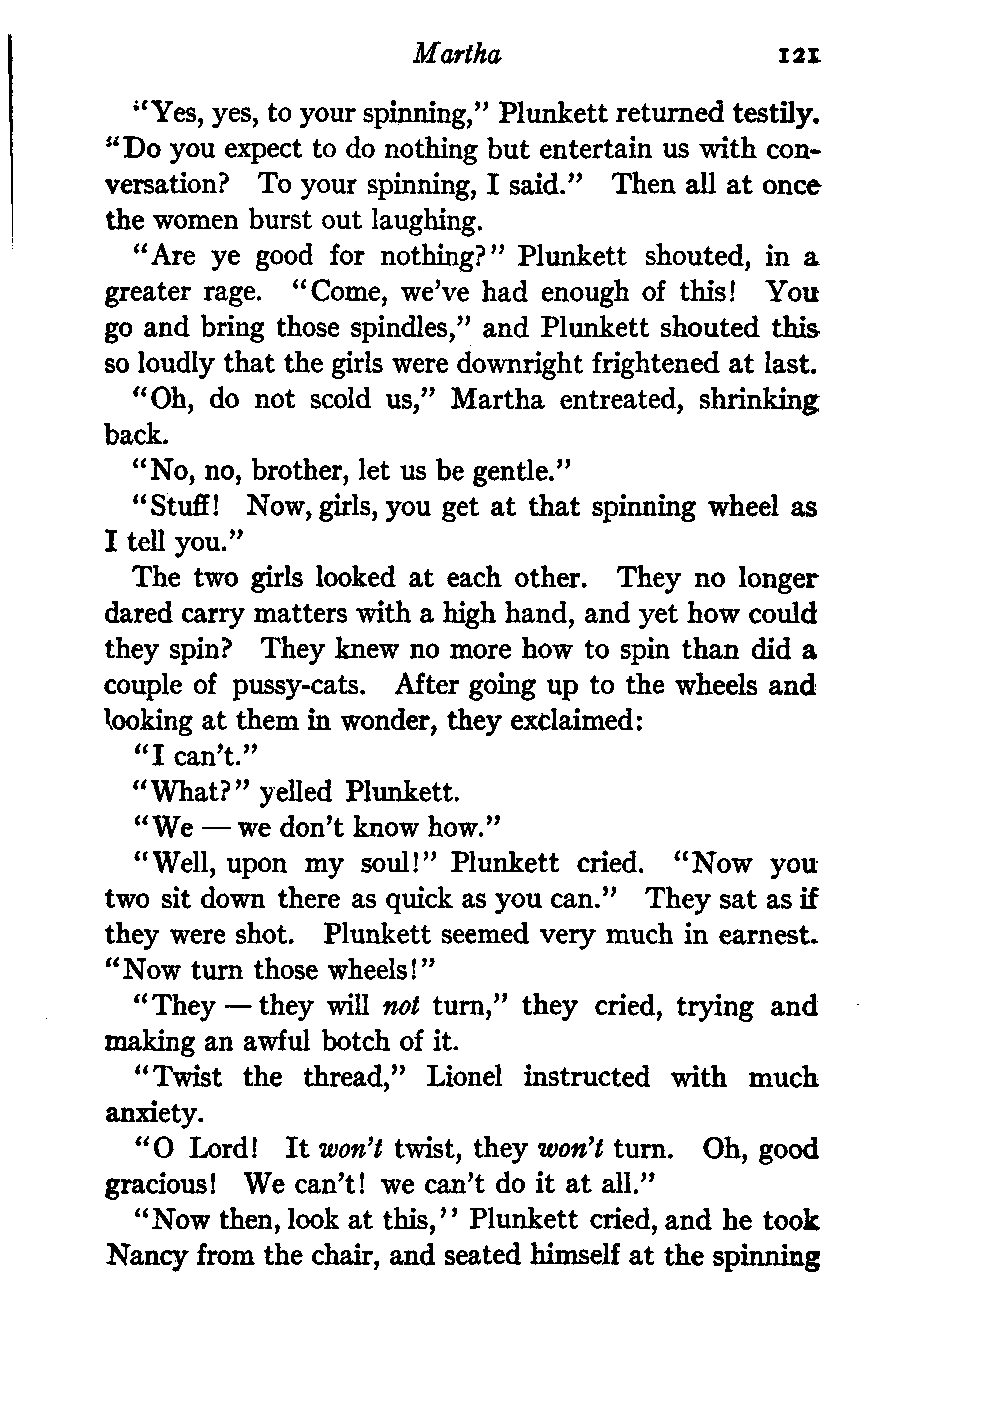 Martha 121
"Yes, yes, to your spinning," Plunkett returned testily.
"Do you expect to do nothing but entertain us with con-
versation? To your spinning, I said." Then all at once
the women burst out laughing.
"Are ye good for nothing?" Plunkett shouted, in a
greater rage. "Come, we've had enough of this! You
go and bring those spindles," and Plunkett shouted this
so loudly that the girls were downright frightened at last.
"Oh, do not scold us," Martha entreated, shrinking
back.
"No, no, brother, let us be gentle."
"Stuff! Now, girls, you get at that spinning wheel as
I tell you."
The two girls looked at each other. They no longer
dared carry matters with a high hand, and yet how could
they spin? They knew no more how to spin than did a
couple of pussy-cats. After going up to the wheels and
looking at them in wonder, they exclaimed:
"I can't."
"What?" yelled Plunkett.
"We — we don't know how."
"Well, upon my soul!" Plunkett cried. "Now you
two sit down there as quick as you can." They sat as if
they were shot. Plunkett seemed very much in earnest.
"Now turn those wheels!"
"They — they will not turn," they cried, trying and
making an awful botch of it.
"Twist the thread," Lionel instructed with much
anxiety.
"O Lord! It won't twist, they won't turn. Oh, good
gracious! We can't! we can't do it at all."
"Now then, look at this," Plunkett cried, and he took
Nancy from the chair, and seated himself at the spinning